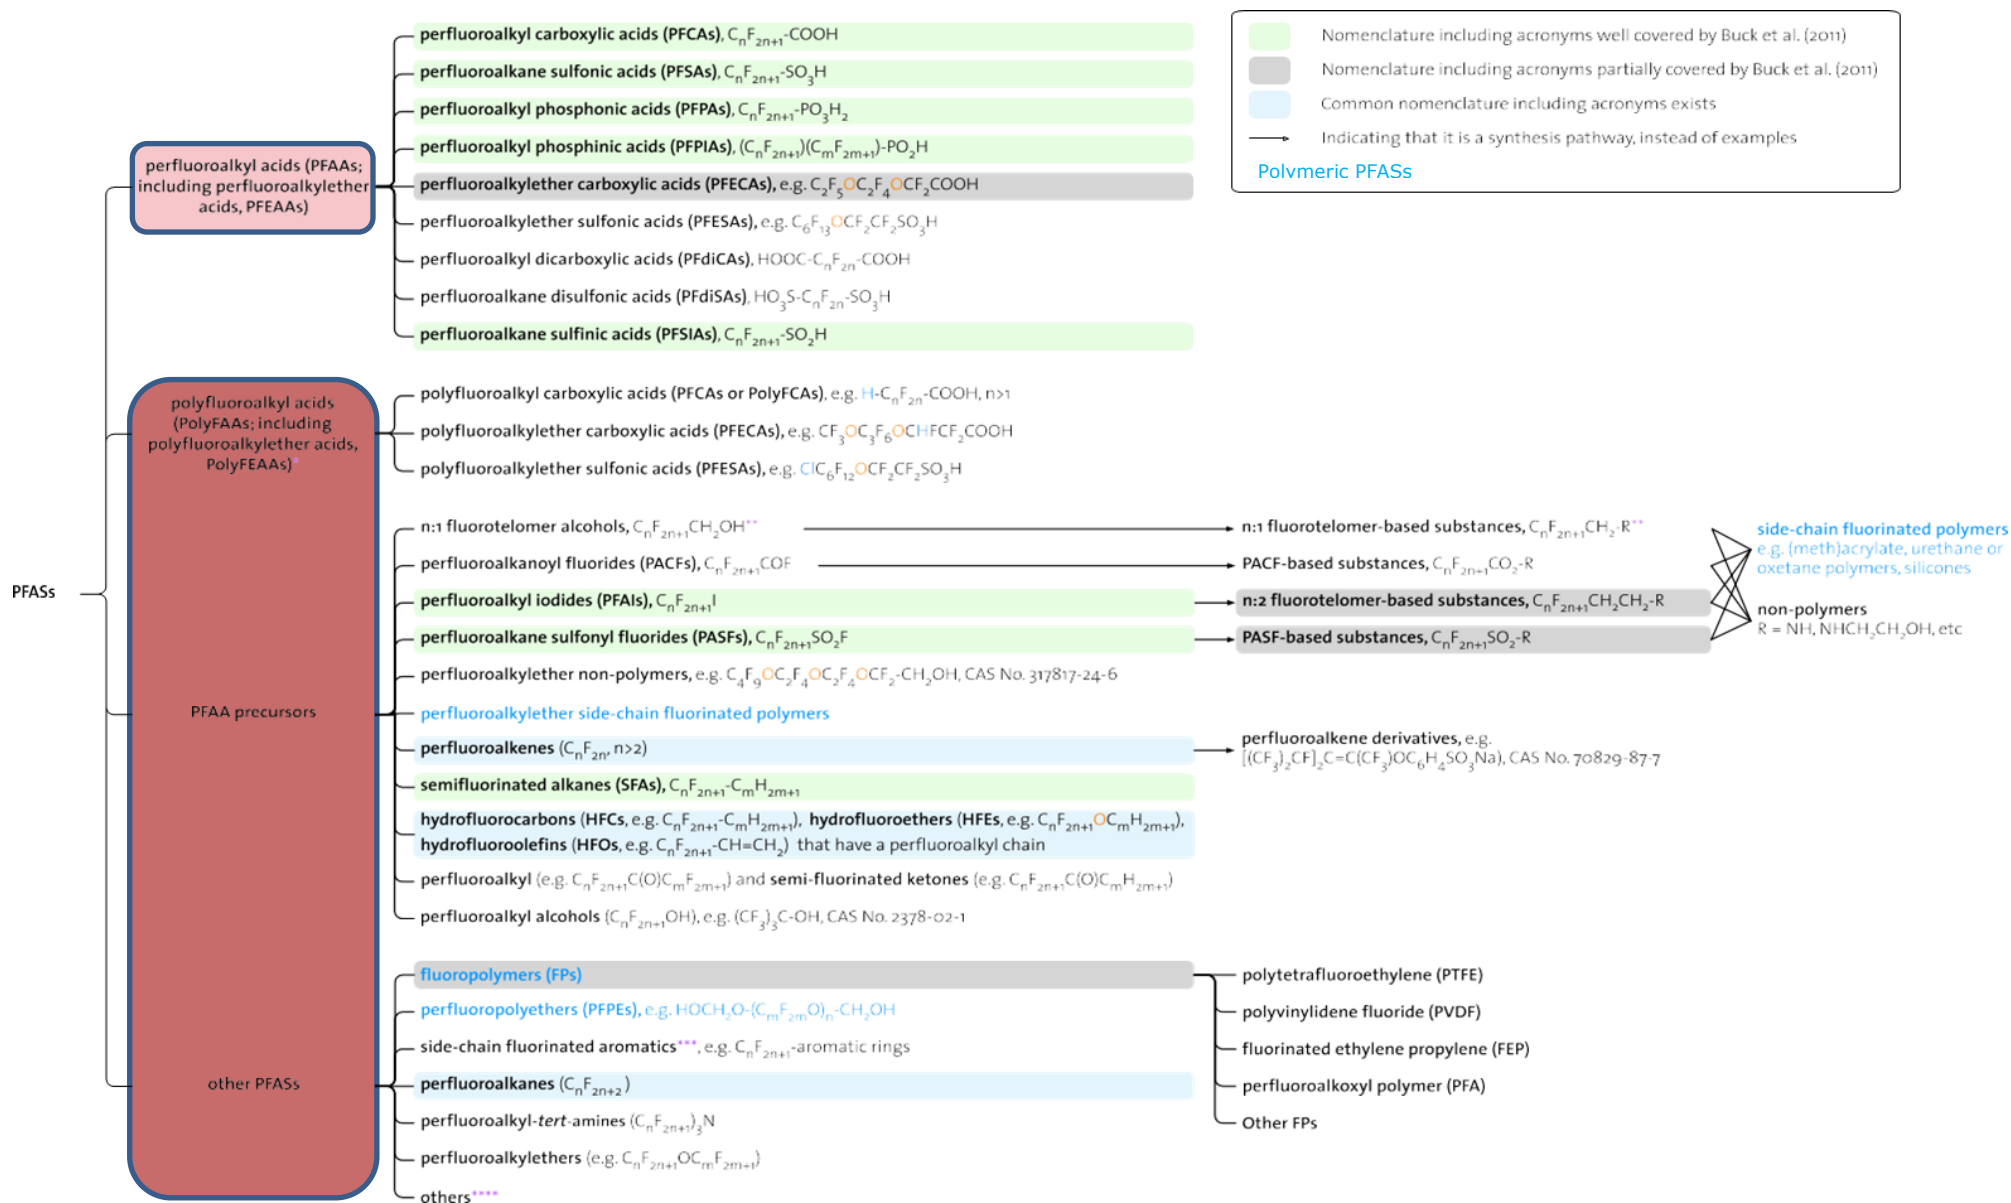 PFASs
perfluoroalkyl acids (PFAAs;
including perfluoroalkylether
acids, PFEAAs)
perfluoroalkyl carboxylic acids (PFCAs), CₙF₂ₙ₊₁-COOH
perfluoroalkane sulfonic acids (PFSAs), CₙF₂ₙ₊₁-SO₃H
perfluoroalkyl phosphonic acids (PFPAs), CₙF₂ₙ₊₁-PO₃H₂
perfluoroalkyl phosphinic acids (PFPIAs), (CₙF₂ₙ₊₁)(CₘF₂ₘ₊₁)-PO₂H
perfluoroalkylether carboxylic acids (PFECAs), e.g. C₂F₅OC₂F₄OCF₂COOH
perfluoroalkylether sulfonic acids (PFESAs), e.g. C₆F₁₃OCF₂CF₂SO₃H
perfluoroalkyl dicarboxylic acids (PFdiCAs), HOOC-CₙF₂ₙ-COOH
perfluoroalkane disulfonic acids (PFdiSAs), HO₃S-CₙF₂ₙ-SO₃H
perfluoroalkane sulfinic acids (PFSIAs), CₙF₂ₙ₊₁-SO₂H
Nomenclature including acronyms well covered by Buck et al. (2011)
Nomenclature including acronyms partially covered by Buck et al. (2011)
Common nomenclature including acronyms exists
Indicating that it is a synthesis pathway, instead of examples
Polymeric PFASs
polyfluoroalkyl acids
(PolyFAAs; including
polyfluoroalkylether acids,
PolyFEAAs)*
polyfluoroalkyl carboxylic acids (PFCAs or PolyFCAs), e.g. H-CₙF₂ₙ-COOH, n>1
polyfluoroalkylether carboxylic acids (PFECAs), e.g. CF₃OC₃F₆OCHFCF₂COOH
polyfluoroalkylether sulfonic acids (PFESAs), e.g. ClC₆F₁₂OCF₂CF₂SO₃H
PFAA precursors
n:1 fluorotelomer alcohols, CₙF₂ₙ₊₁CH₂OH**
perfluoroalkanoyl fluorides (PACFs), CₙF₂ₙ₊₁COF
perfluoroalkyl iodides (PFAIs), CₙF₂ₙ₊₁I
perfluoroalkane sulfonyl fluorides (PASFs), CₙF₂ₙ₊₁SO₂F
perfluoroalkylether non-polymers, e.g. C₄F₉OC₂F₄OC₂F₄OCF₂-CH₂OH, CAS No. 317817-24-6
perfluoroalkylether side-chain fluorinated polymers
perfluoroalkenes (CₙF₂ₙ, n>2)
semifluorinated alkanes (SFAs), CₙF₂ₙ₊₁-CₘH₂ₘ₊₁
hydrofluorocarbons (HFCs, e.g. CₙF₂ₙ₊₁-CₘH₂ₘ₊₁), hydrofluoroethers (HFEs, e.g. CₙF₂ₙ₊₁OCₘH₂ₘ₊₁),
hydrofluoroolefins (HFOs, e.g. CₙF₂ₙ₊₁-CH=CH₂) that have a perfluoroalkyl chain
perfluoroalkyl (e.g. CₙF₂ₙ₊₁C(O)CₘF₂ₘ₊₁) and semi-fluorinated ketones (e.g. CₙF₂ₙ₊₁C(O)CₘH₂ₘ₊₁)
perfluoroalkyl alcohols (CₙF₂ₙ₊₁OH), e.g. (CF₃)₃C-OH, CAS No. 2378-02-1
n:1 fluorotelomer-based substances, CₙF₂ₙ₊₁CH₂-R**
PACF-based substances, CₙF₂ₙ₊₁CO₂-R
n:2 fluorotelomer-based substances, CₙF₂ₙ₊₁CH₂CH₂-R
PASF-based substances, CₙF₂ₙ₊₁SO₂-R
side-chain fluorinated polymers
e.g. (meth)acrylate, urethane or
oxetane polymers, silicones
non-polymers
R = NH, NHCH₂CH₂OH, etc
perfluoroalkene derivatives, e.g.
[(CF₃)₂CF]₂C=C(CF₃)OC₆H₄SO₃Na), CAS No. 70829-87-7
other PFASs
fluoropolymers (FPs)
perfluoropolyethers (PFPEs), e.g. HOCH₂O-(CₘF₂ₘO)ₙ-CH₂OH
side-chain fluorinated aromatics***, e.g. CₙF₂ₙ₊₁-aromatic rings
perfluoroalkanes (CₙF₂ₙ₊₂)
perfluoroalkyl-tert-amines (CₙF₂ₙ₊₁)₃N
perfluoroalkylethers (e.g. CₙF₂ₙ₊₁OCₘF₂ₘ₊₁)
others****
polytetrafluoroethylene (PTFE)
polyvinylidene fluoride (PVDF)
fluorinated ethylene propylene (FEP)
perfluoroalkoxyl polymer (PFA)
Other FPs